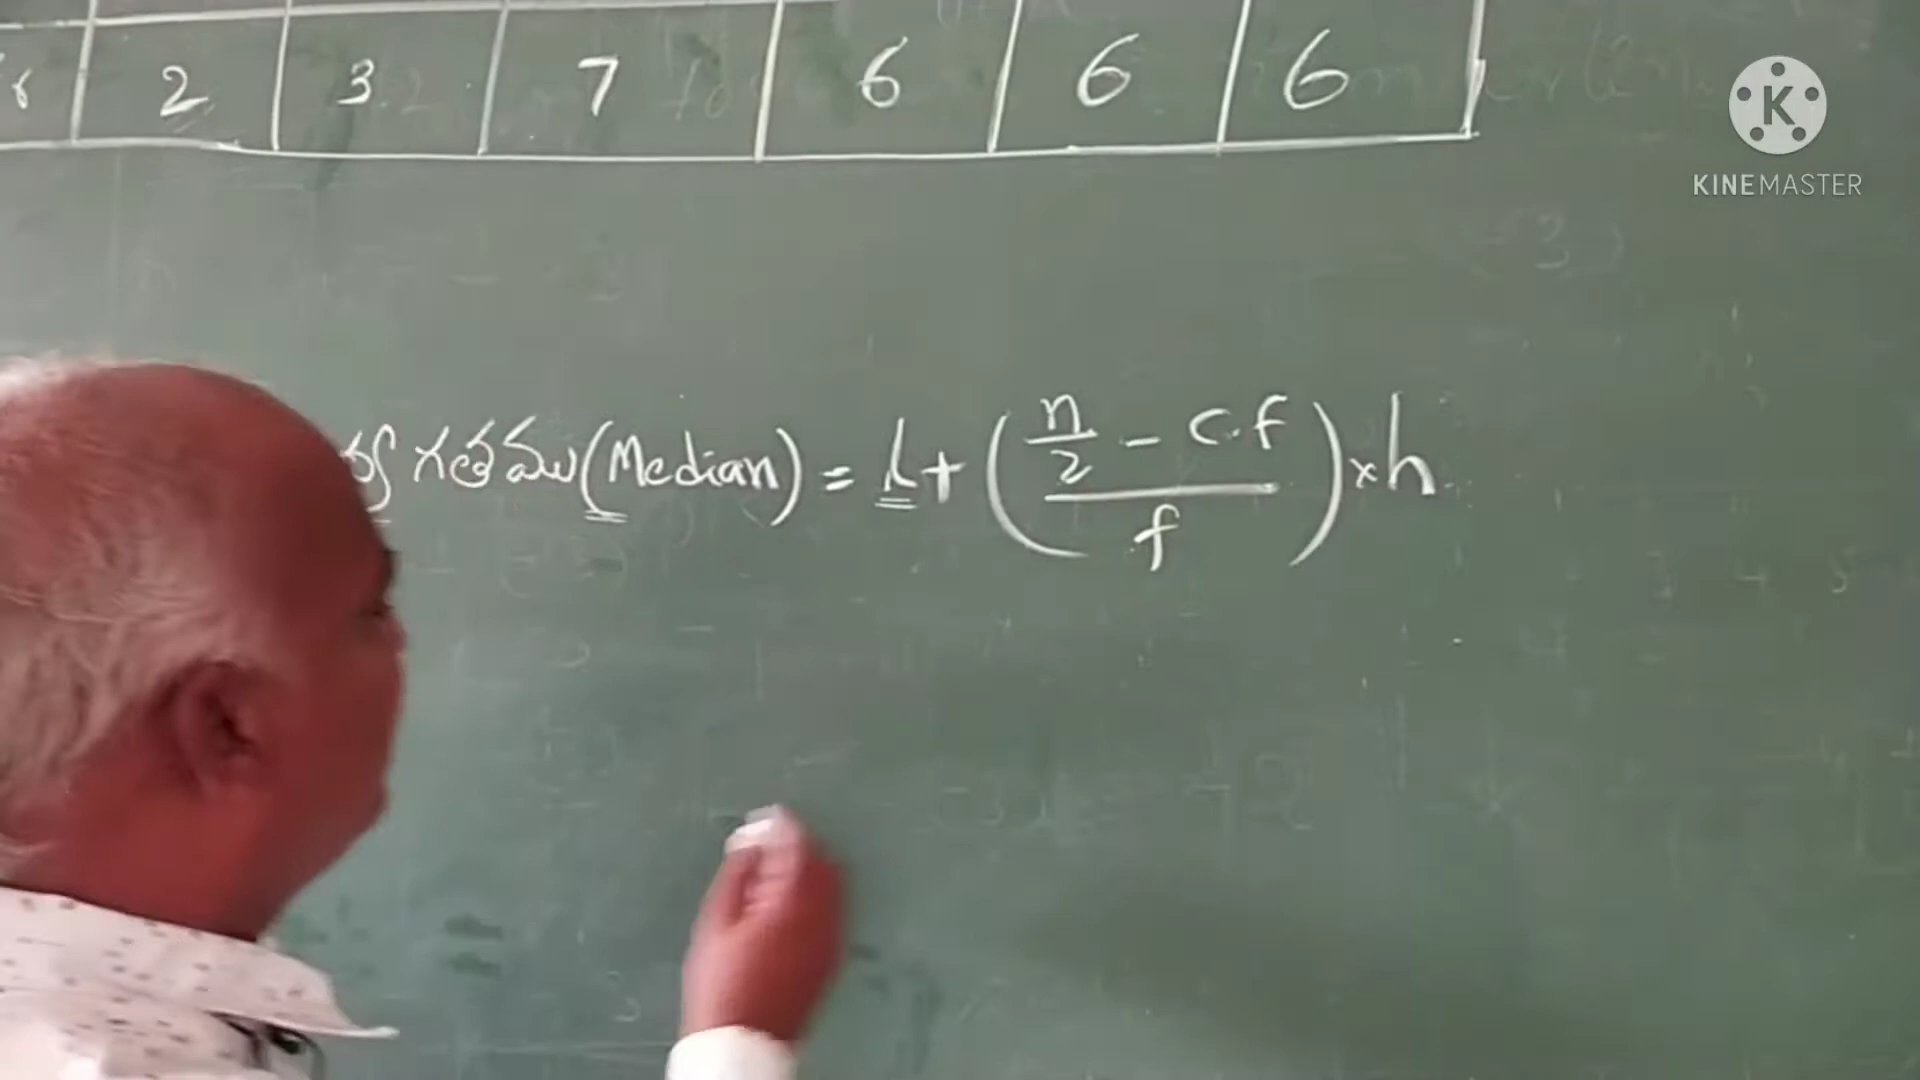 2 3 7 6 6 6
KINEMASTER
గతము (Median) = l + ( (n/2 - c.f) / f ) × h